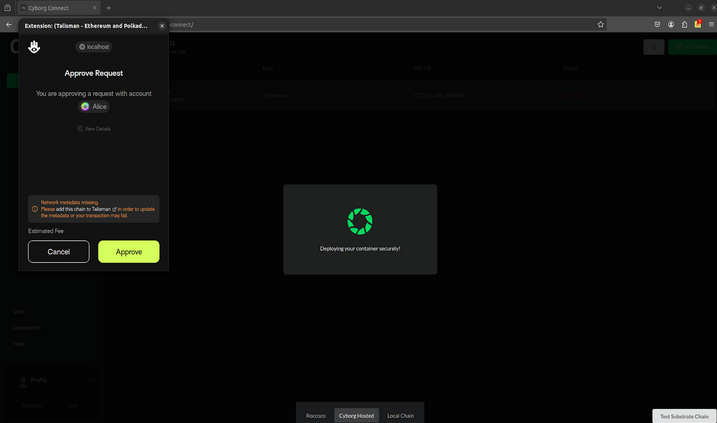 Cyborg Connect
Extension: (Talisman - Ethereum and Polkad...
connect/
localhost
Approve Request
You are approving a request with account
Alice
View Details
Network metadata missing.
Please add this chain to Talisman in order to update
the metadata or your transaction may fail.
Estimated Fee
Cancel
Approve
Deploying your container securely!
Profile
Roccoco
Cyborg Hosted
Local Chain
Test Substrate Chain